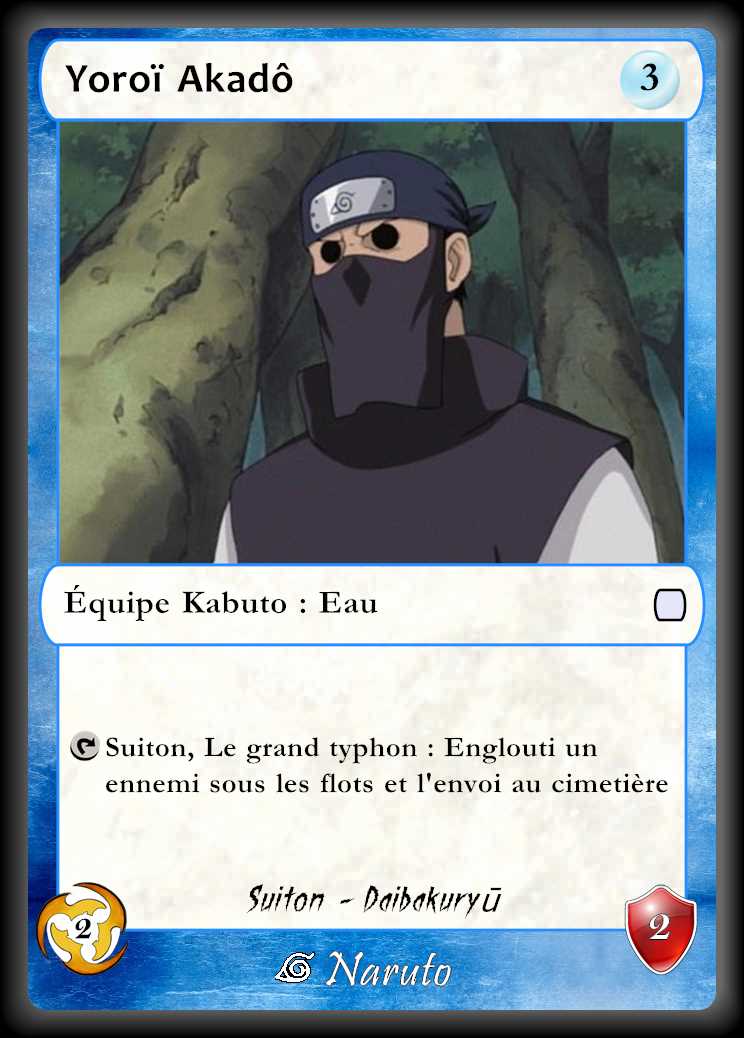 Yoroï Akadô
3
Équipe Kabuto : Eau
Suiton, Le grand typhon : Englouti un
ennemi sous les flots et l'envoi au cimetière
Suiton - Daibakuryū
2
2
Naruto